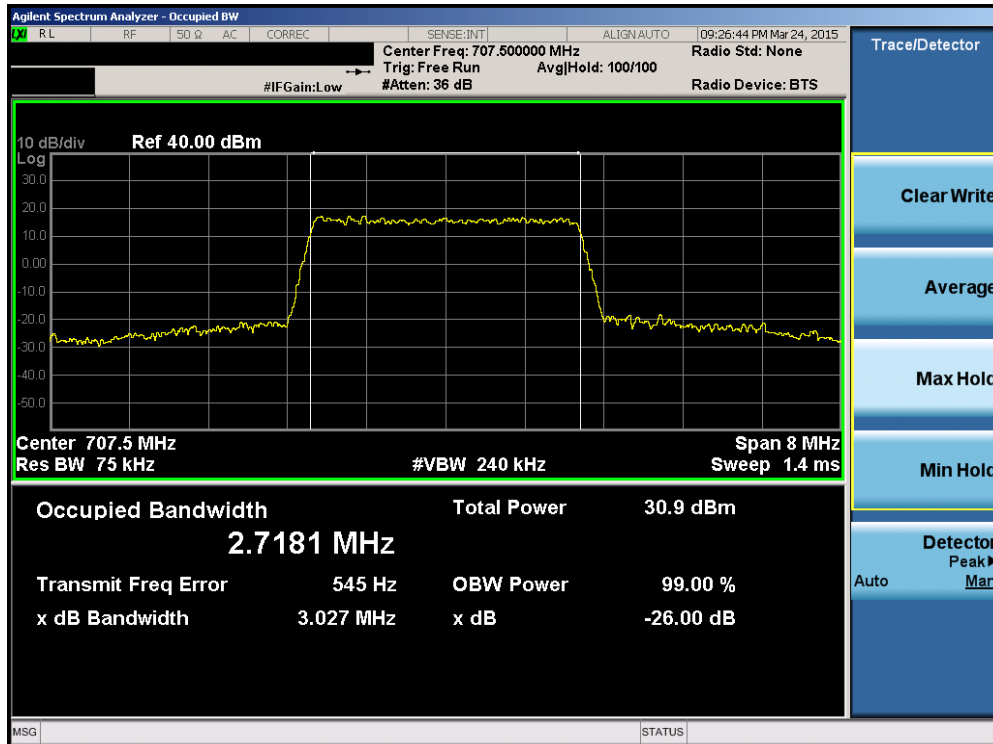 Agilent Spectrum Analyzer - Occupied BW
LXI RL RF 50 Ω AC CORREC SENSE:INT ALIGN AUTO 09:26:44 PM Mar 24, 2015
Center Freq: 707.500000 MHz Radio Std: None
Trig: Free Run Avg|Hold: 100/100
#IFGain:Low #Atten: 36 dB Radio Device: BTS
10 dB/div Ref 40.00 dBm
Log
30.0
20.0
10.0
0.00
-10.0
-20.0
-30.0
-40.0
-50.0
Center 707.5 MHz Span 8 MHz
Res BW 75 kHz #VBW 240 kHz Sweep 1.4 ms
Occupied Bandwidth Total Power 30.9 dBm
2.7181 MHz
Transmit Freq Error 545 Hz OBW Power 99.00 %
x dB Bandwidth 3.027 MHz x dB -26.00 dB
MSG STATUS
Trace/Detector
Clear Write
Average
Max Hold
Min Hold
Detector
Peak▶
Auto Man